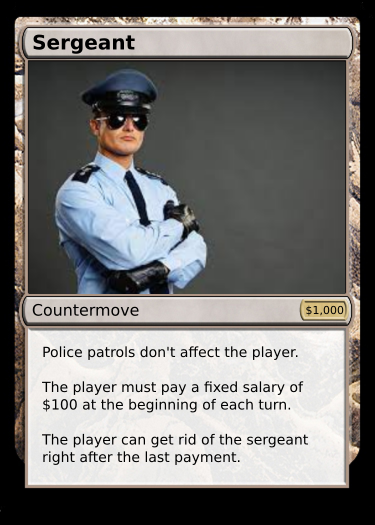 Sergeant
Countermove
$1,000
Police patrols don't affect the player.
The player must pay a fixed salary of
$100 at the beginning of each turn.
The player can get rid of the sergeant
right after the last payment.